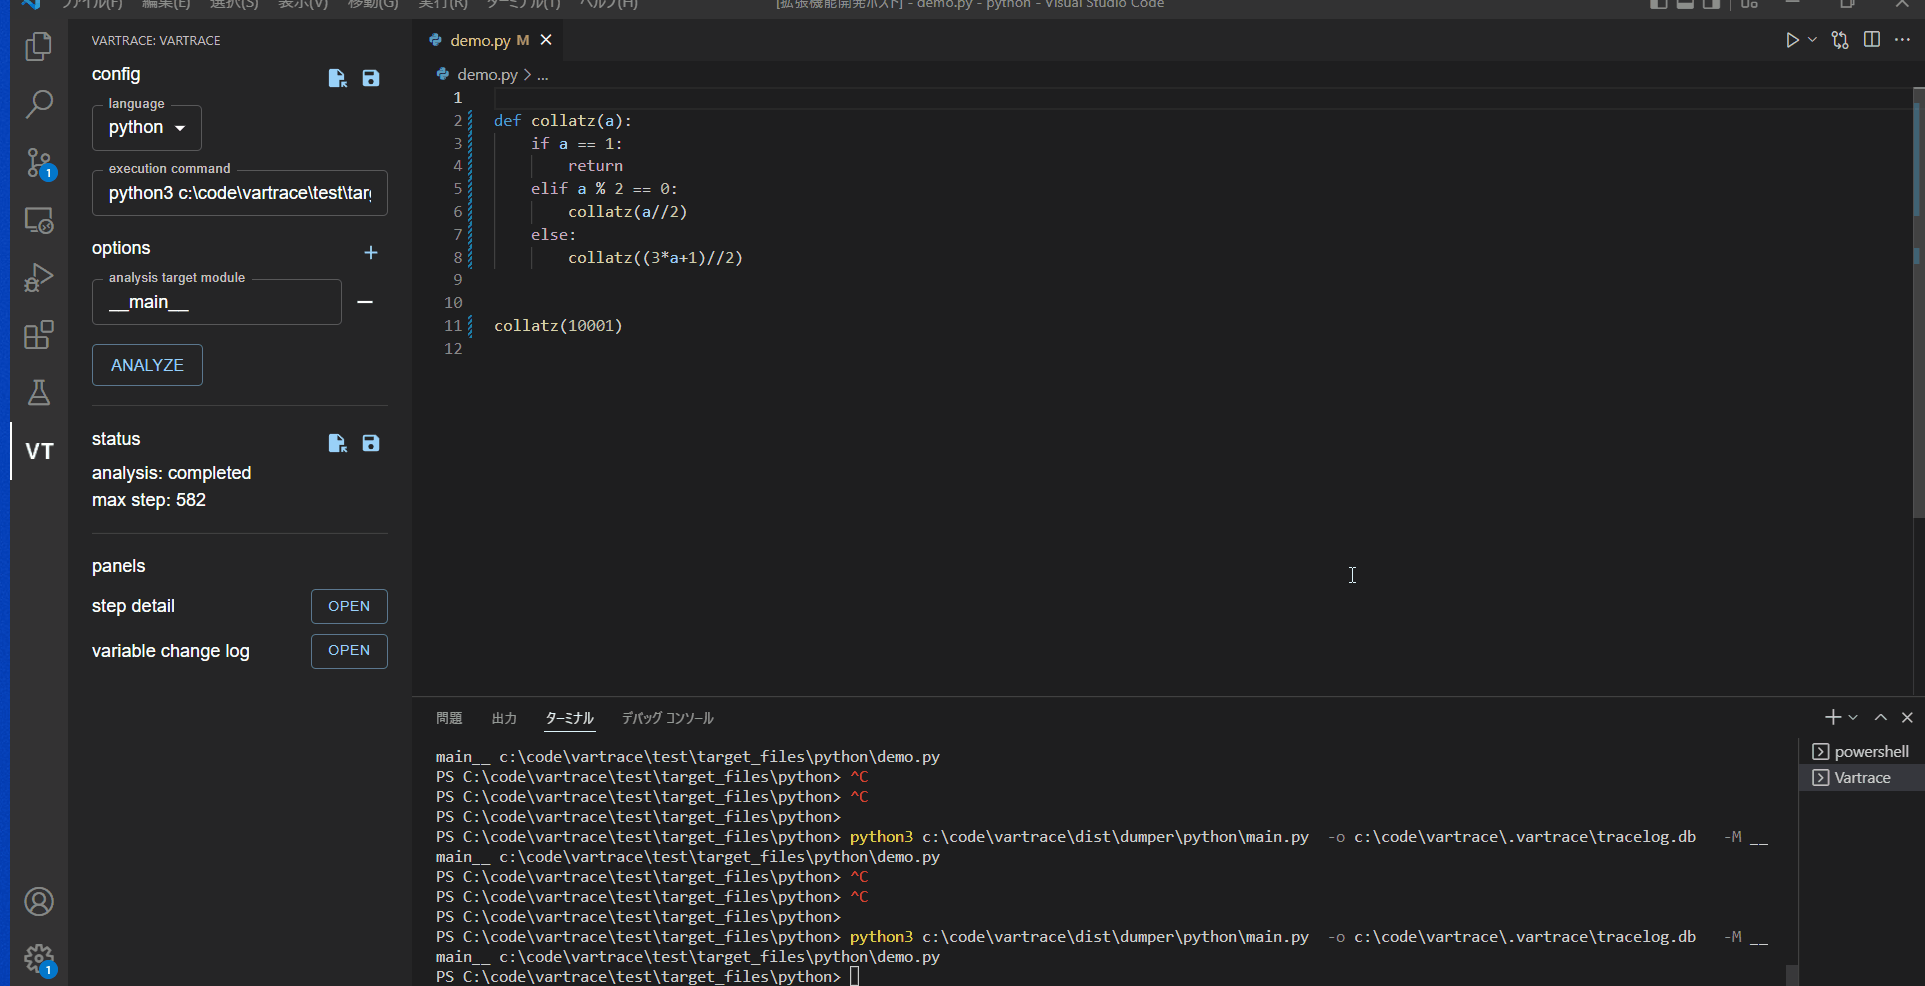 ファイル(F) 編集(E) 選択(S) 表示(V) 移動(G) 実行(R) ターミナル(T) ヘルプ(H)
[拡張機能開発ホスト] - demo.py - python - Visual Studio Code
VARTRACE: VARTRACE
config
language
python
execution command
python3 c:\code\vartrace\test\tar
options
analysis target module
__main__
ANALYZE
status
analysis: completed
max step: 582
panels
step detail
OPEN
variable change log
OPEN
1
VT
1
demo.py M
demo.py > ...
1
2 def collatz(a):
3 if a == 1:
4 return
5 elif a % 2 == 0:
6 collatz(a//2)
7 else:
8 collatz((3*a+1)//2)
9
10
11 collatz(10001)
12
問題 出力 ターミナル デバッグ コンソール
main__ c:\code\vartrace\test\target_files\python\demo.py
PS C:\code\vartrace\test\target_files\python> ^C
PS C:\code\vartrace\test\target_files\python> ^C
PS C:\code\vartrace\test\target_files\python>
PS C:\code\vartrace\test\target_files\python> python3 c:\code\vartrace\dist\dumper\python\main.py -o c:\code\vartrace\.vartrace\tracelog.db -M __
main__ c:\code\vartrace\test\target_files\python\demo.py
PS C:\code\vartrace\test\target_files\python> ^C
PS C:\code\vartrace\test\target_files\python> ^C
PS C:\code\vartrace\test\target_files\python>
PS C:\code\vartrace\test\target_files\python> python3 c:\code\vartrace\dist\dumper\python\main.py -o c:\code\vartrace\.vartrace\tracelog.db -M __
main__ c:\code\vartrace\test\target_files\python\demo.py
PS C:\code\vartrace\test\target_files\python>
powershell
Vartrace